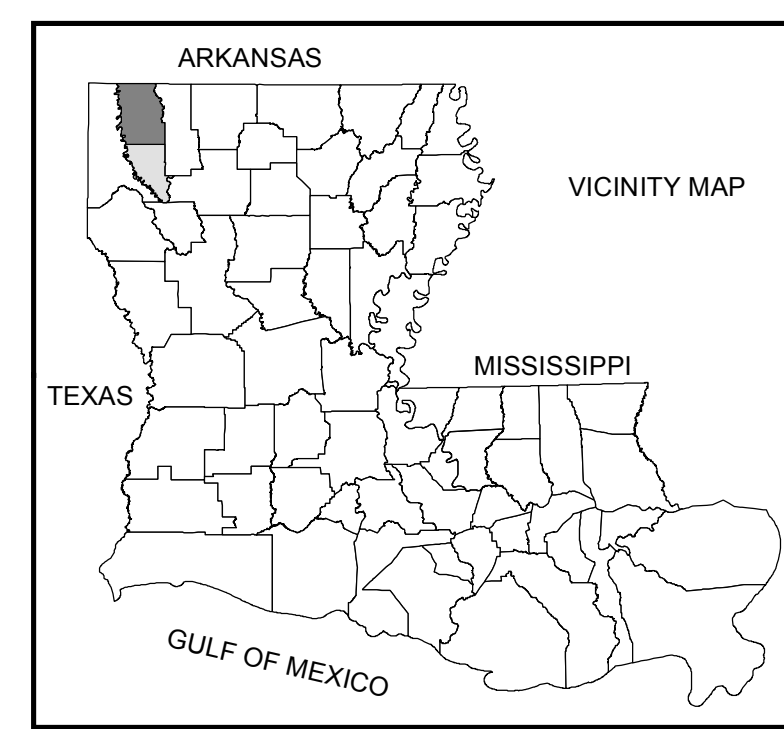 ARKANSAS
VICINITY MAP
MISSISSIPPI
TEXAS
GULF OF MEXICO